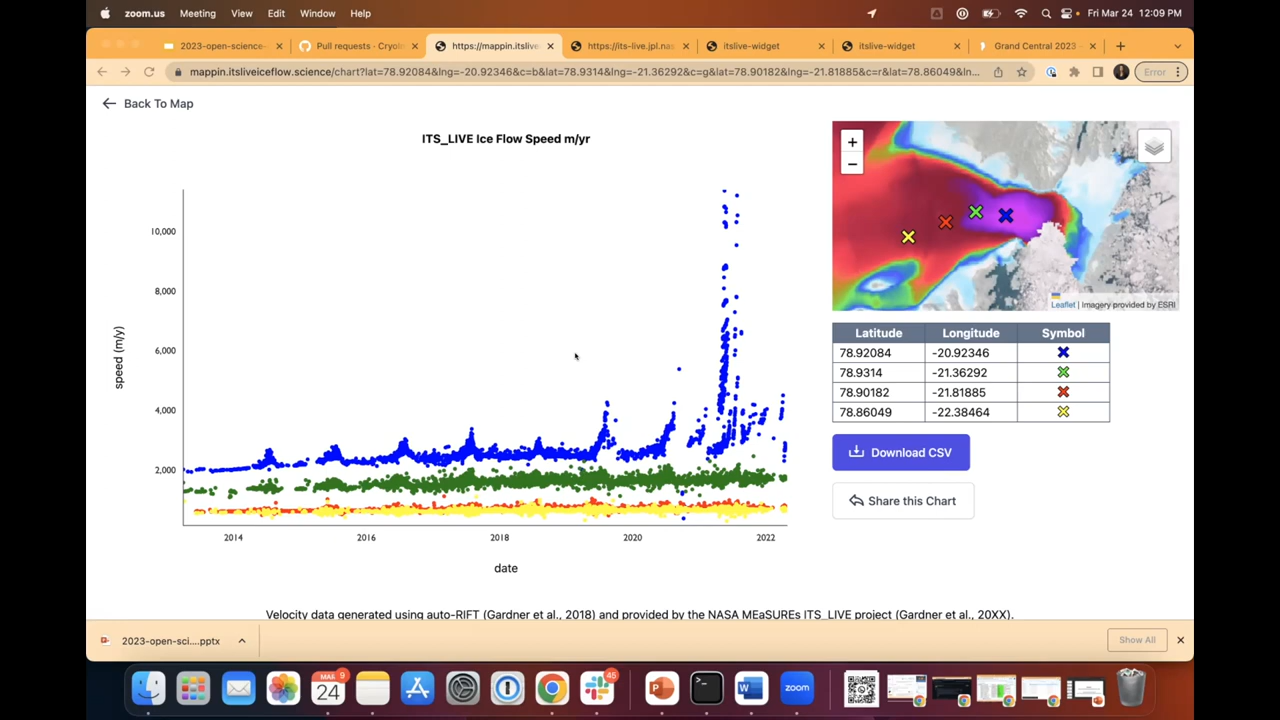 zoom.us Meeting View Edit Window Help Fri Mar 24 12:09 PM
2023-open-science- Pull requests · Cryolo https://mappin.itslive https://its-live.jpl.nas itslive-widget itslive-widget Grand Central 2023 –
mappin.itsliveiceflow.science/chart?lat=78.92084&lng=-20.92346&c=b&lat=78.9314&lng=-21.36292&c=g&lat=78.90182&lng=-21.81885&c=r&lat=78.86049&ln... Error
Back To Map
ITS_LIVE Ice Flow Speed m/yr
speed (m/y)
10,000
8,000
6,000
4,000
2,000
2014 2016 2018 2020 2022
date
+
−
Leaflet | Imagery provided by ESRI
Latitude Longitude Symbol
78.92084 -20.92346
78.9314 -21.36292
78.90182 -21.81885
78.86049 -22.38464
Download CSV
Share this Chart
Velocity data generated using auto-RIFT (Gardner et al., 2018) and provided by the NASA MEaSUREs ITS_LIVE project (Gardner et al., 20XX).
2023-open-sci....pptx Show All
MAR 24 9 45 zoom